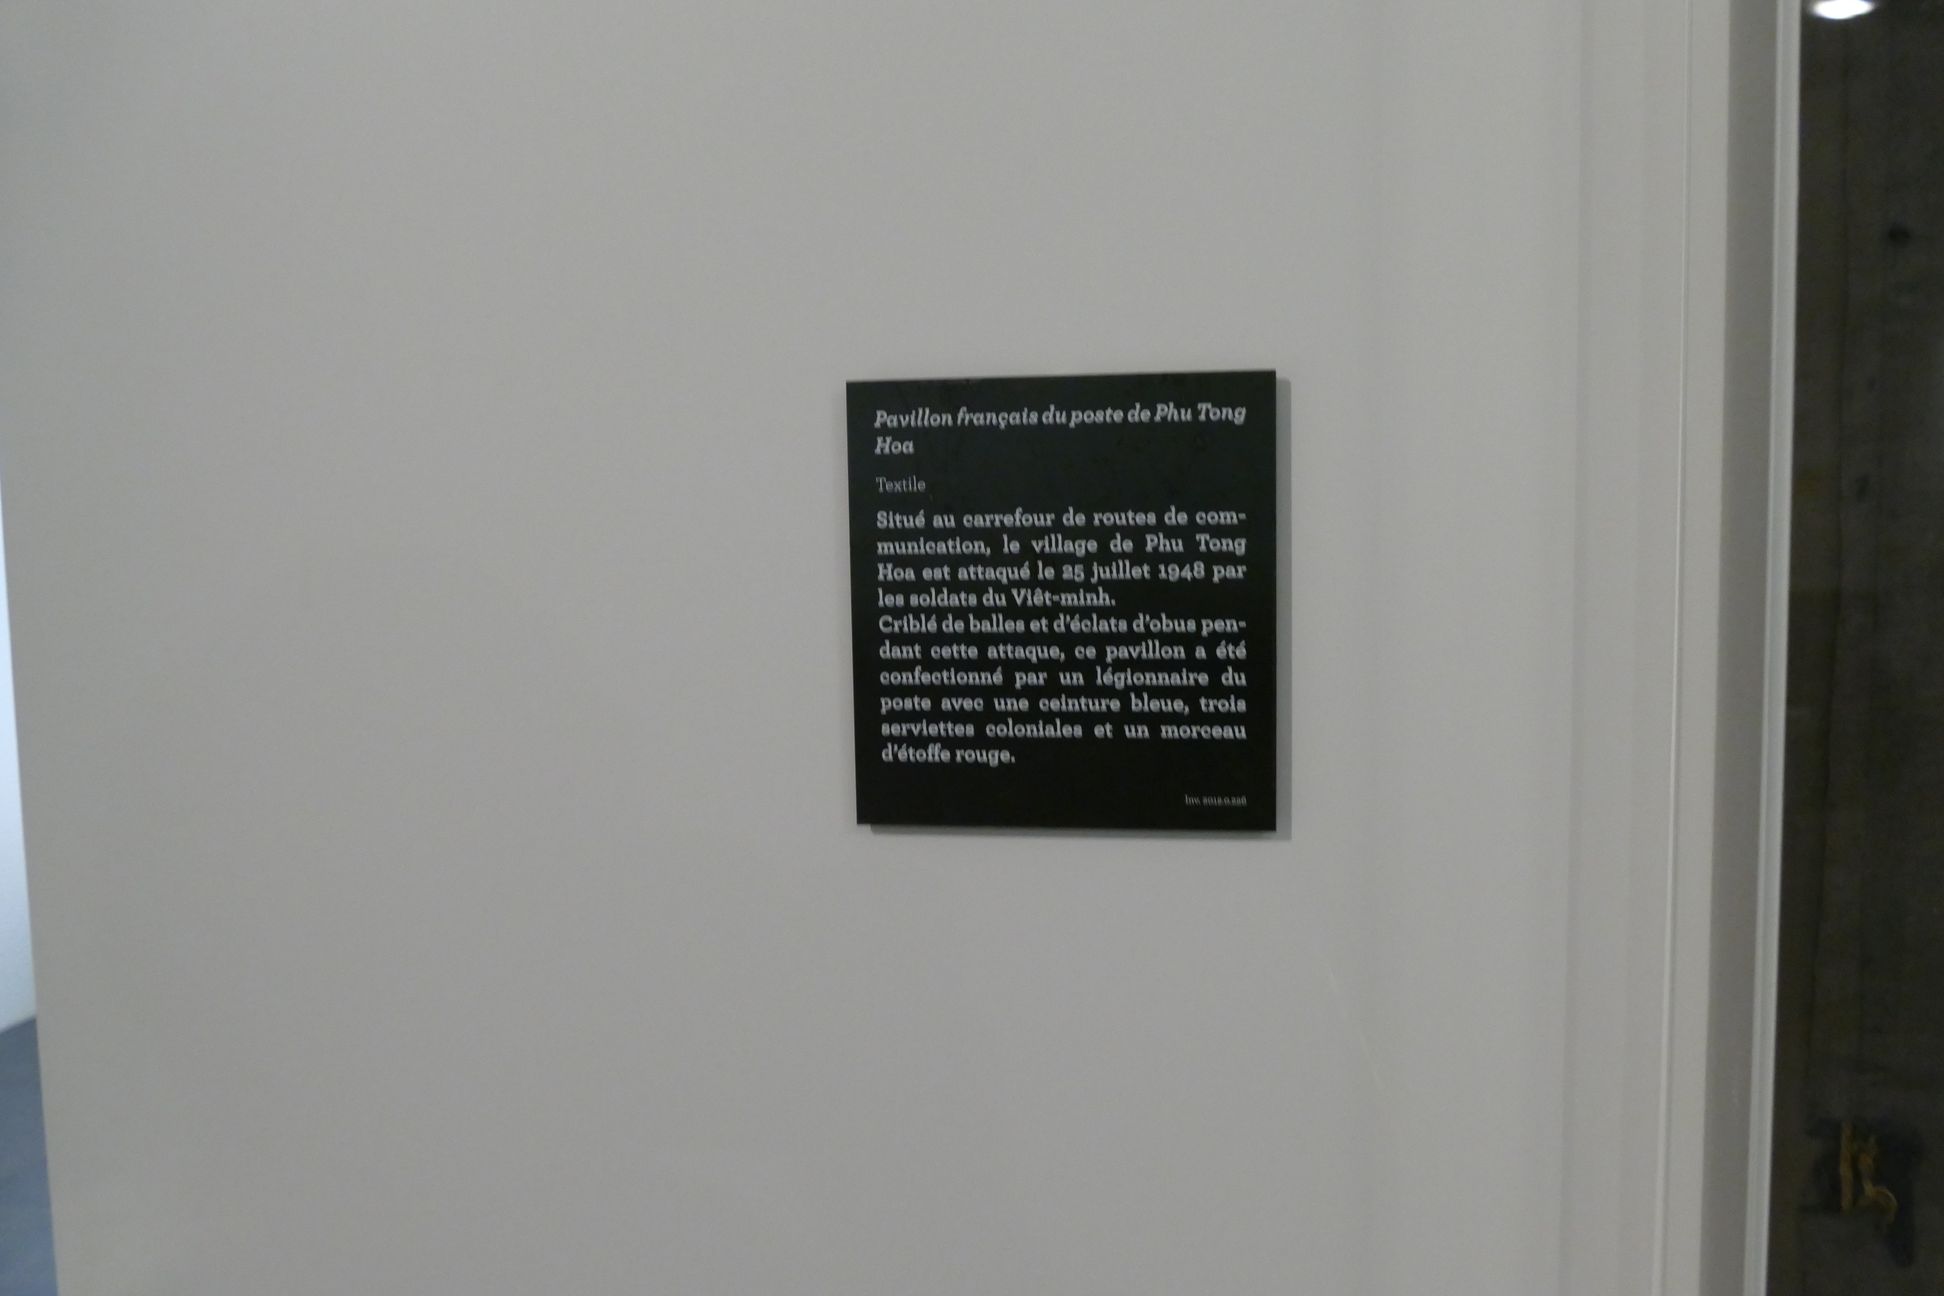 Pavillon français du poste de Phu Tong
Hoa
Textile
Situé au carrefour de routes de com-
munication, le village de Phu Tong
Hoa est attaqué le 25 juillet 1948 par
les soldats du Viêt-minh.
Criblé de balles et d'éclats d'obus pen-
dant cette attaque, ce pavillon a été
confectionné par un légionnaire du
poste avec une ceinture bleue, trois
serviettes coloniales et un morceau
d'étoffe rouge.
Inv.